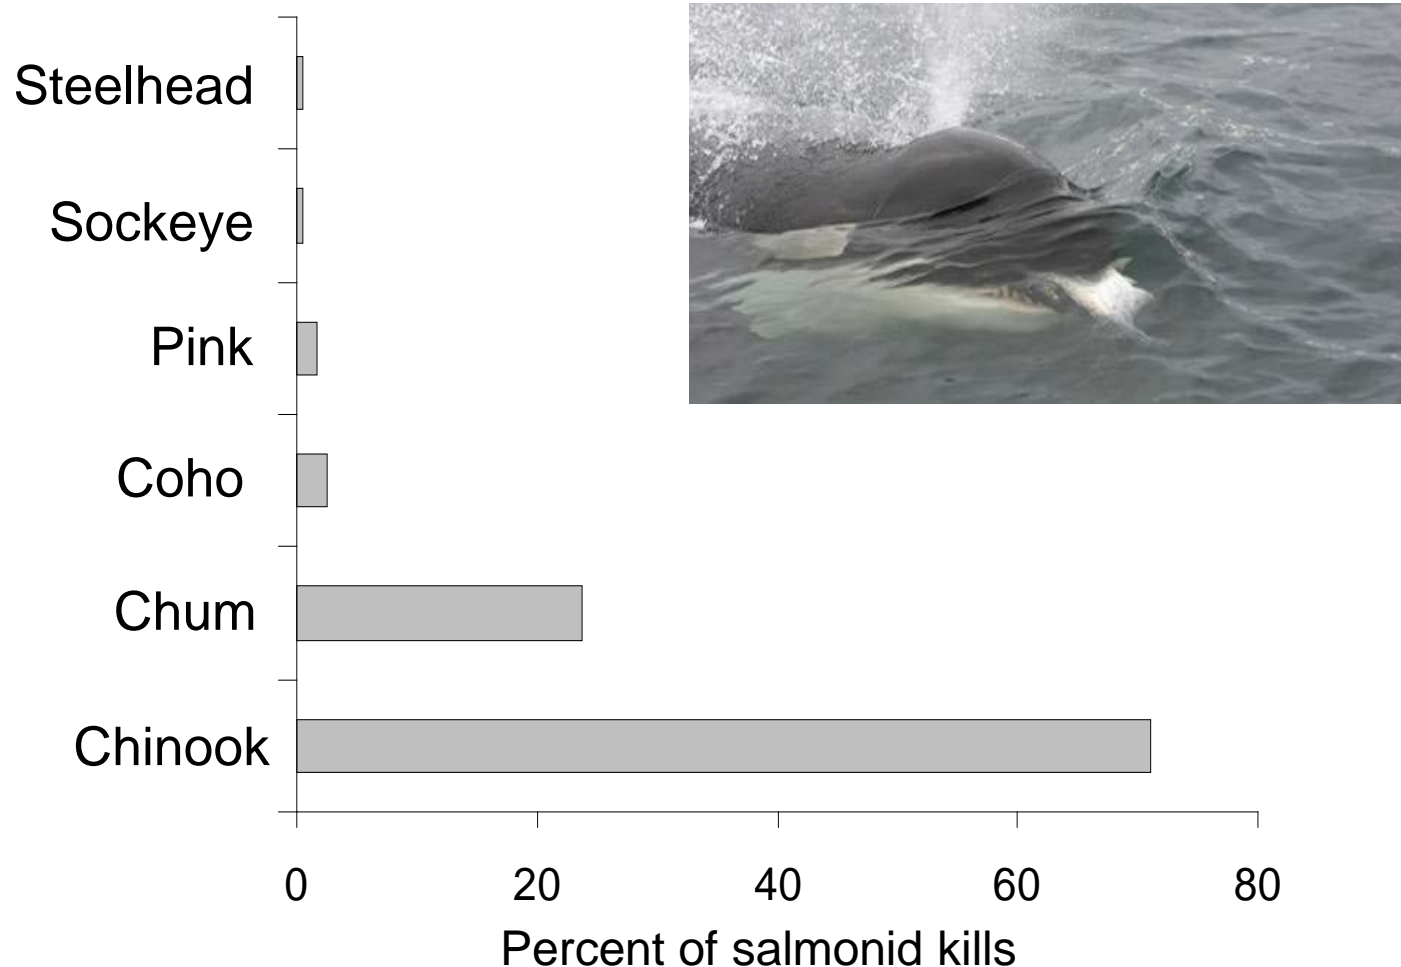 Steelhead
Sockeye
Pink
Coho
Chum
Chinook
0 20 40 60 80
Percent of salmonid kills